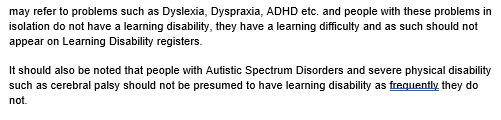 may refer to problems such as Dyslexia, Dyspraxia, ADHD etc. and people with these problems in
isolation do not have a learning disability, they have a learning difficulty and as such should not
appear on Learning Disability registers.
It should also be noted that people with Autistic Spectrum Disorders and severe physical disability
such as cerebral palsy should not be presumed to have learning disability as frequently they do
not.